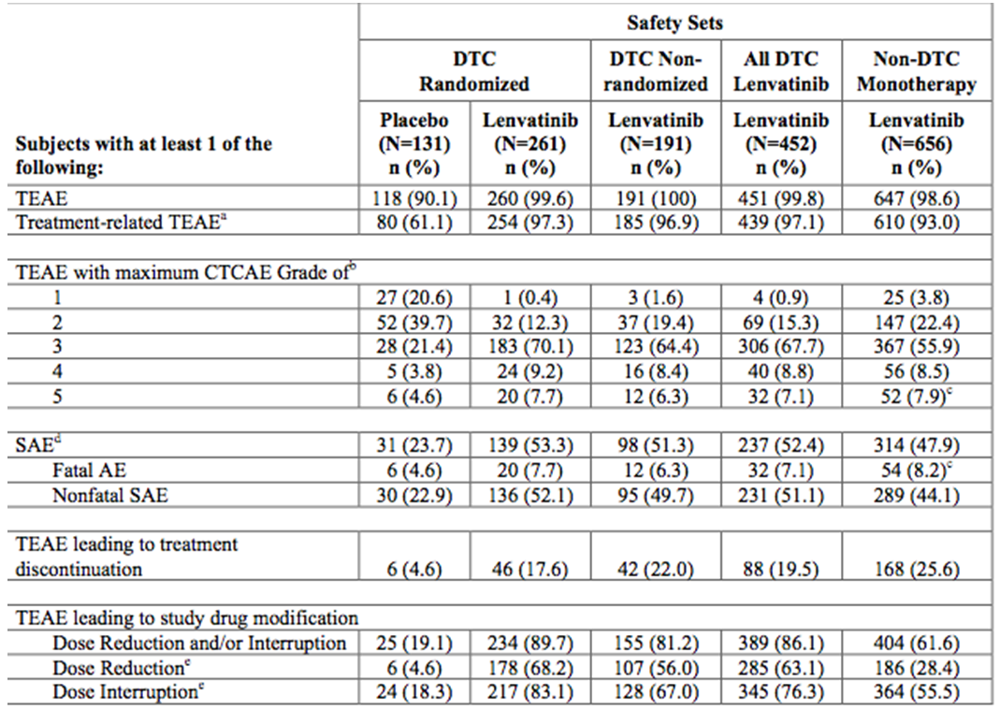 Safety Sets
DTC Randomized DTC Non-randomized All DTC Lenvatinib Non-DTC Monotherapy
Subjects with at least 1 of the following: Placebo (N=131) n (%) Lenvatinib (N=261) n (%) Lenvatinib (N=191) n (%) Lenvatinib (N=452) n (%) Lenvatinib (N=656) n (%)
TEAE 118 (90.1) 260 (99.6) 191 (100) 451 (99.8) 647 (98.6)
Treatment-related TEAEa 80 (61.1) 254 (97.3) 185 (96.9) 439 (97.1) 610 (93.0)
TEAE with maximum CTCAE Grade ofb
1 27 (20.6) 1 (0.4) 3 (1.6) 4 (0.9) 25 (3.8)
2 52 (39.7) 32 (12.3) 37 (19.4) 69 (15.3) 147 (22.4)
3 28 (21.4) 183 (70.1) 123 (64.4) 306 (67.7) 367 (55.9)
4 5 (3.8) 24 (9.2) 16 (8.4) 40 (8.8) 56 (8.5)
5 6 (4.6) 20 (7.7) 12 (6.3) 32 (7.1) 52 (7.9)c
SAEd 31 (23.7) 139 (53.3) 98 (51.3) 237 (52.4) 314 (47.9)
Fatal AE 6 (4.6) 20 (7.7) 12 (6.3) 32 (7.1) 54 (8.2)c
Nonfatal SAE 30 (22.9) 136 (52.1) 95 (49.7) 231 (51.1) 289 (44.1)
TEAE leading to treatment
discontinuation 6 (4.6) 46 (17.6) 42 (22.0) 88 (19.5) 168 (25.6)
TEAE leading to study drug modification
Dose Reduction and/or Interruption 25 (19.1) 234 (89.7) 155 (81.2) 389 (86.1) 404 (61.6)
Dose Reductione 6 (4.6) 178 (68.2) 107 (56.0) 285 (63.1) 186 (28.4)
Dose Interruptione 24 (18.3) 217 (83.1) 128 (67.0) 345 (76.3) 364 (55.5)